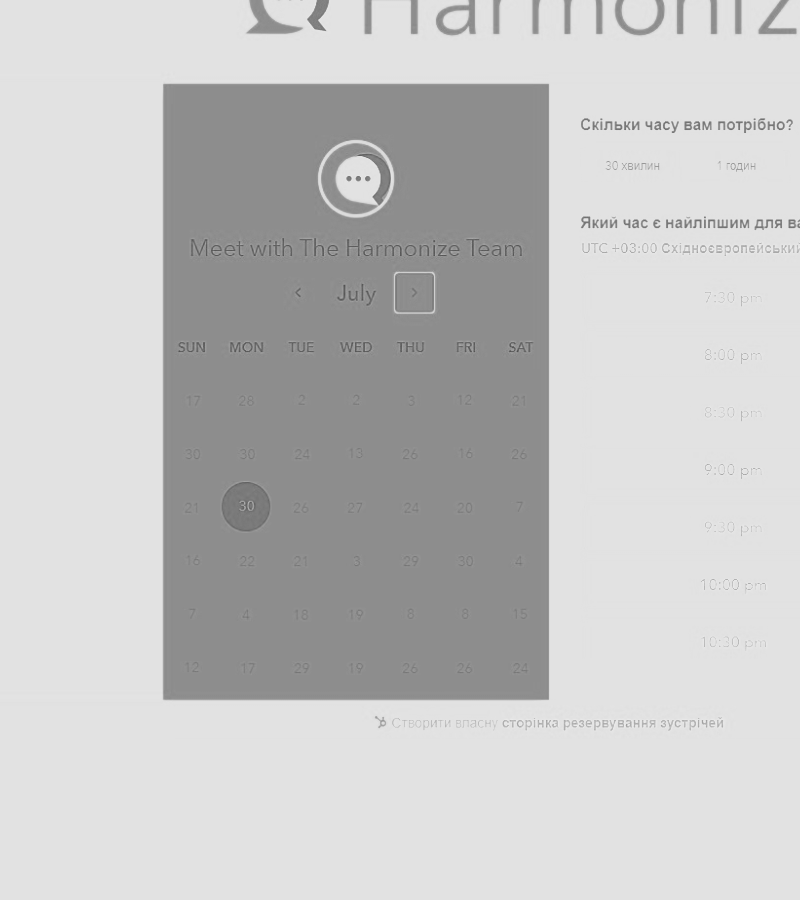 Harmoniz
Meet with The Harmonize Team
July
SUN MON TUE WED THU FRI SAT
17 28 2 2 3 12 21
30 30 24 13 26 16 26
21 30 26 27 24 20 7
16 22 21 3 29 30 4
7 4 18 19 8 8 15
12 17 29 19 26 26 24
Скільки часу вам потрібно?
30 хвилин 1 годин
Який час є найліпшим для ва
UTC +03:00 Східноєвропейський
7:30 pm
8:00 pm
8:30 pm
9:00 pm
9:30 pm
10:00 pm
10:30 pm
Створити власну сторінка резервування зустрічей